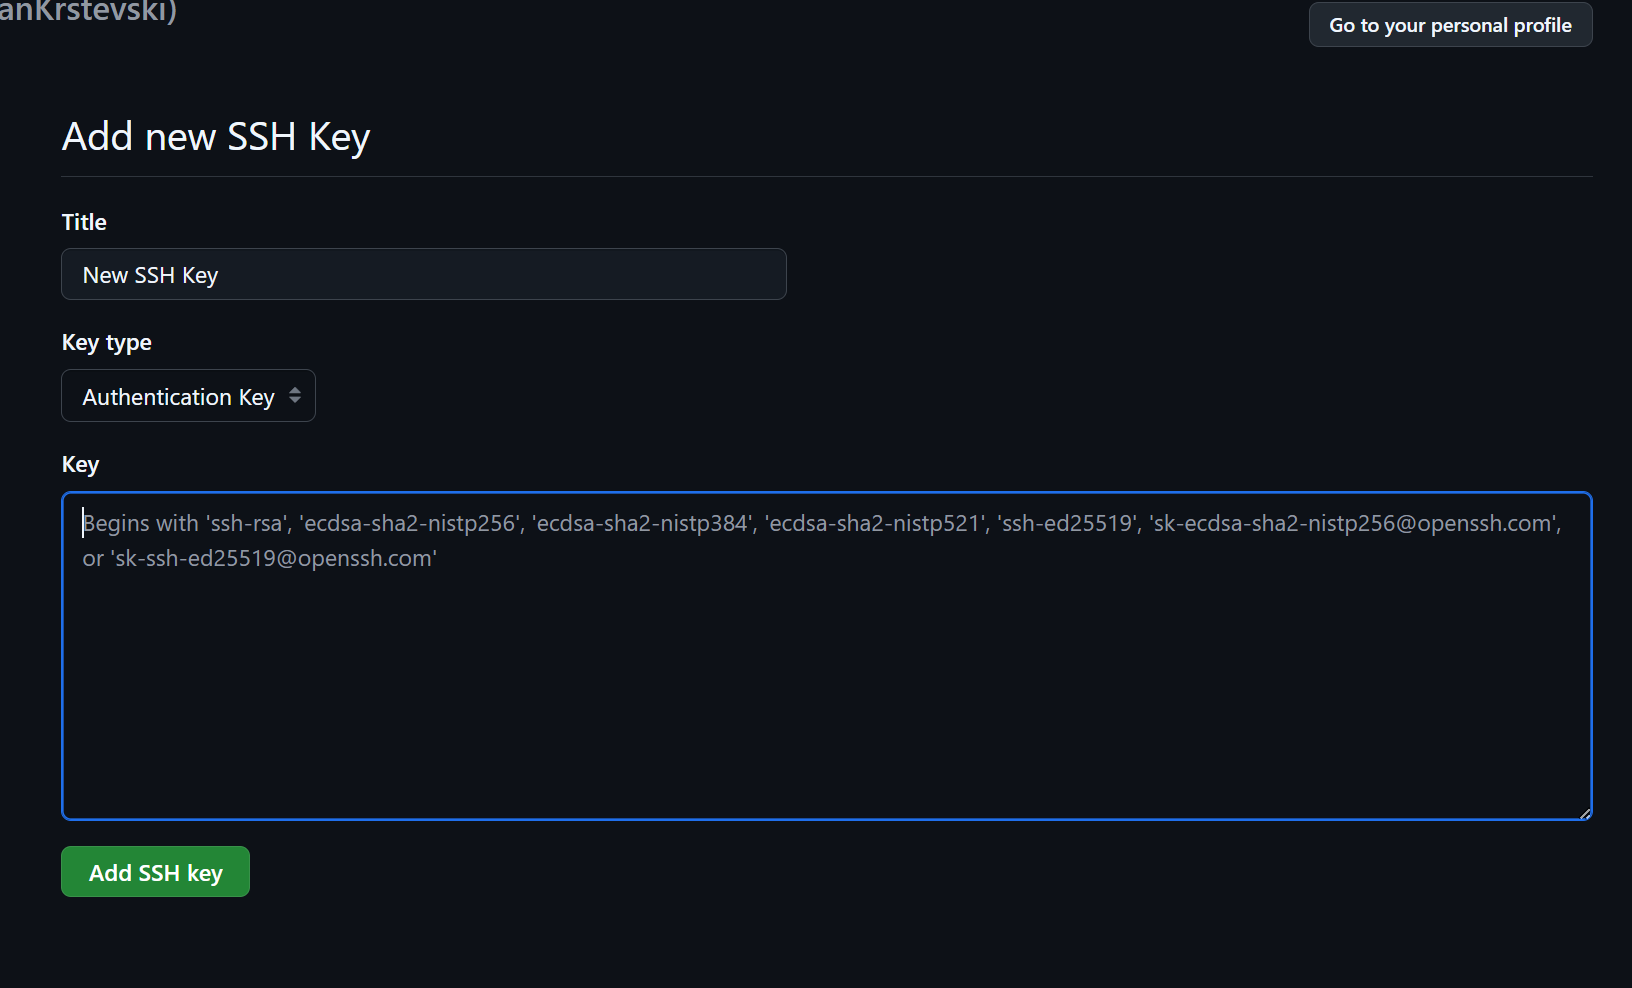 anKrstevski)
Go to your personal profile
Add new SSH Key
Title
New SSH Key
Key type
Authentication Key
Key
Begins with 'ssh-rsa', 'ecdsa-sha2-nistp256', 'ecdsa-sha2-nistp384', 'ecdsa-sha2-nistp521', 'ssh-ed25519', 'sk-ecdsa-sha2-nistp256@openssh.com',
or 'sk-ssh-ed25519@openssh.com'
Add SSH key